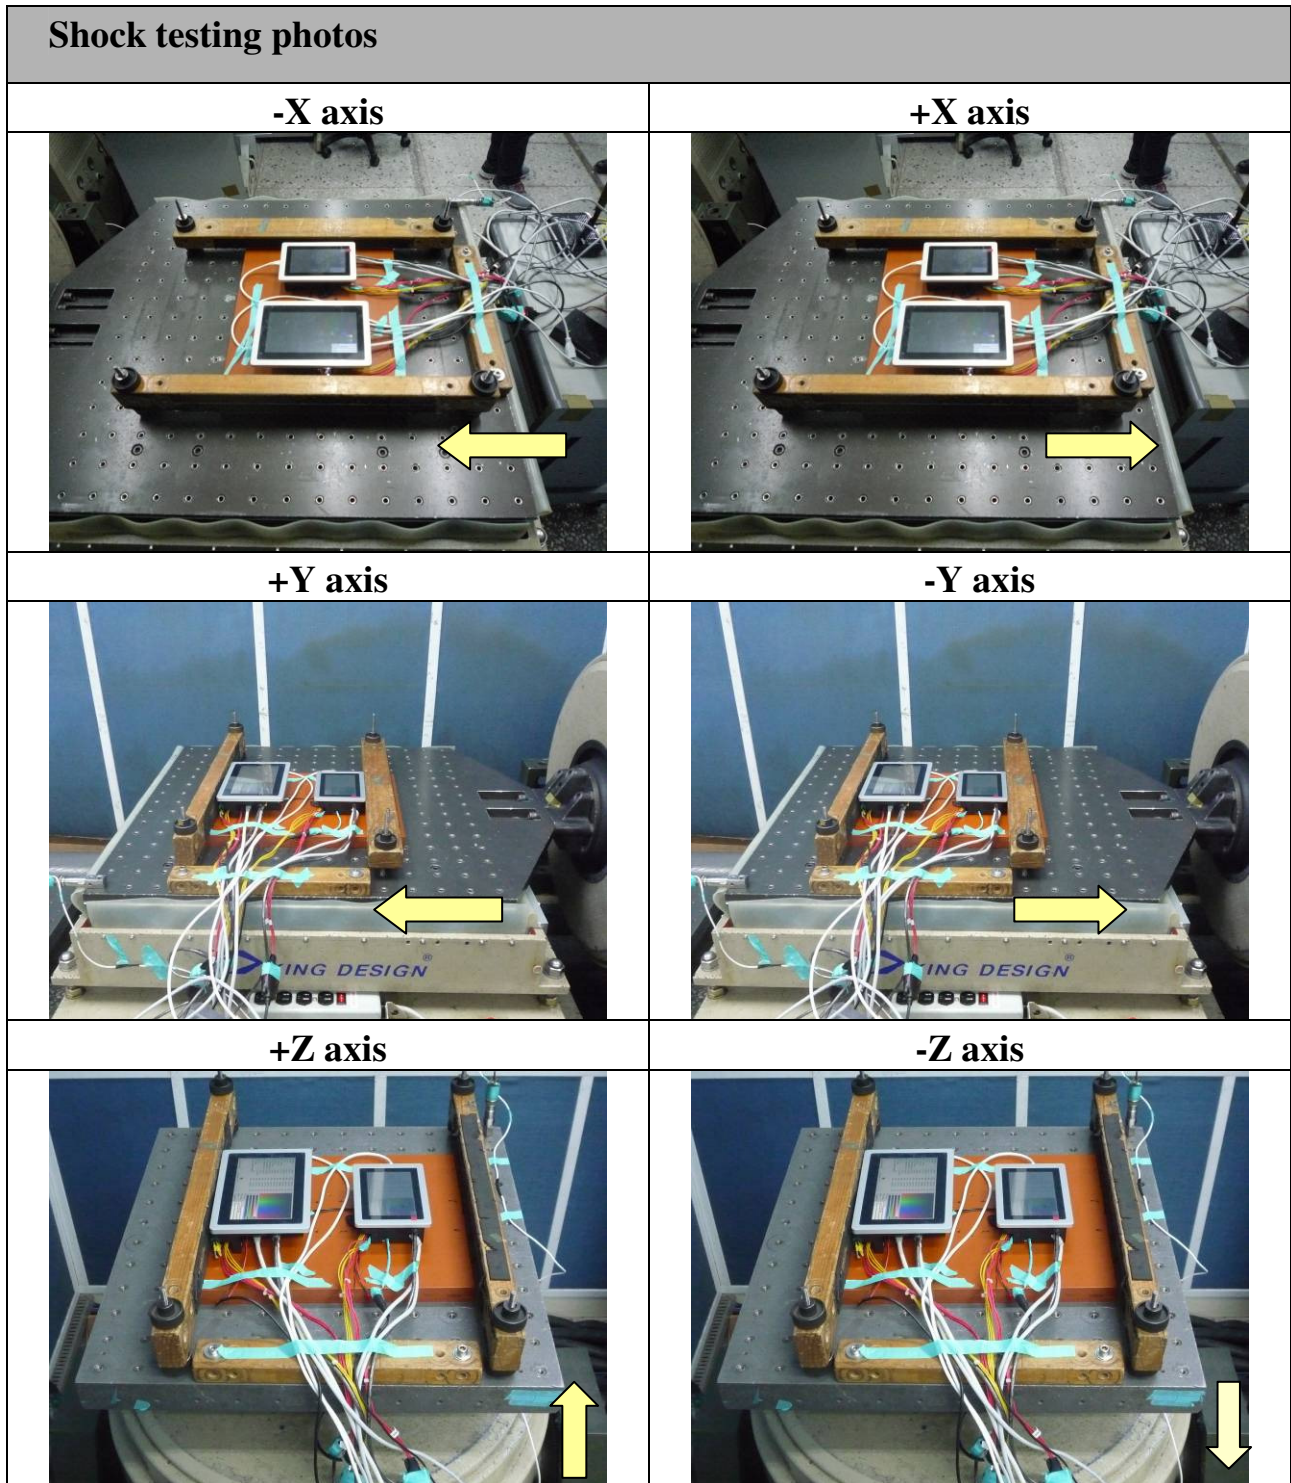 Shock testing photos
-X axis
+X axis
+Y axis
-Y axis
ING DESIGN®
ING DESIGN®
+Z axis
-Z axis